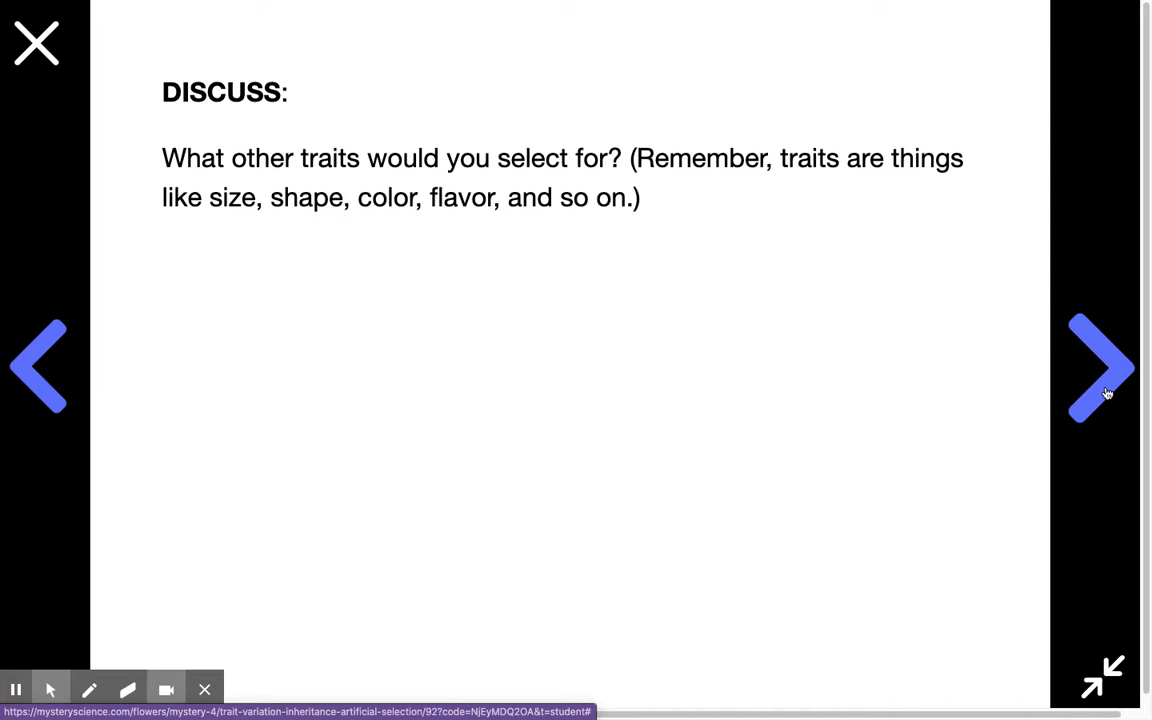 DISCUSS:
What other traits would you select for? (Remember, traits are things
like size, shape, color, flavor, and so on.)
https://mysteryscience.com/flowers/mystery-4/trait-variation-inheritance-artificial-selection/92?code=NjEyMDQ2OA&t=student#